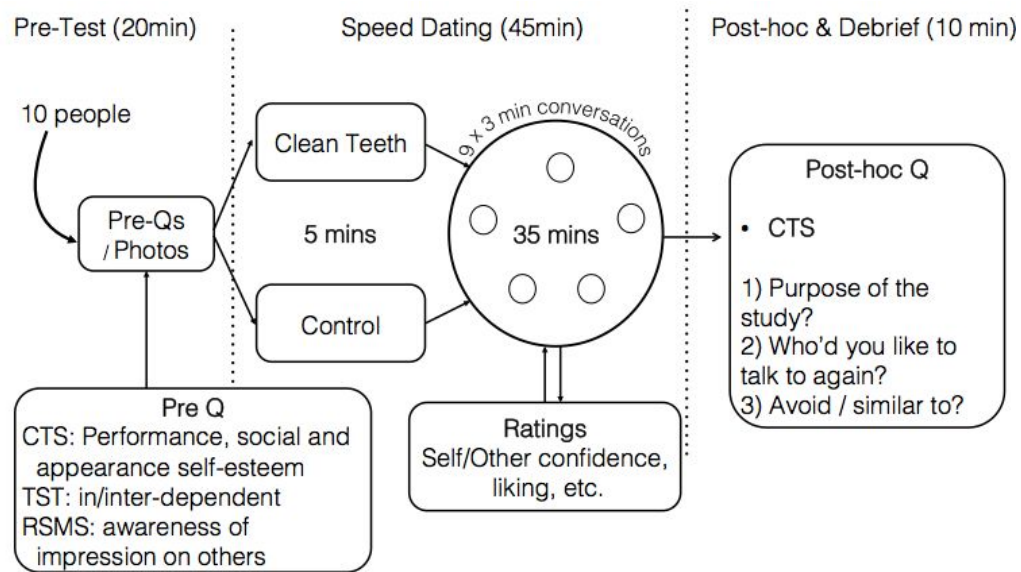 Pre-Test (20min)
Speed Dating (45min)
Post-hoc & Debrief (10 min)
10 people
Pre-Qs
/ Photos
Clean Teeth
5 mins
Control
9 x 3 min conversations
35 mins
Post-hoc Q
• CTS
1) Purpose of the
study?
2) Who'd you like to
talk to again?
3) Avoid / similar to?
Pre Q
CTS: Performance, social and
appearance self-esteem
TST: in/inter-dependent
RSMS: awareness of
impression on others
Ratings
Self/Other confidence,
liking, etc.